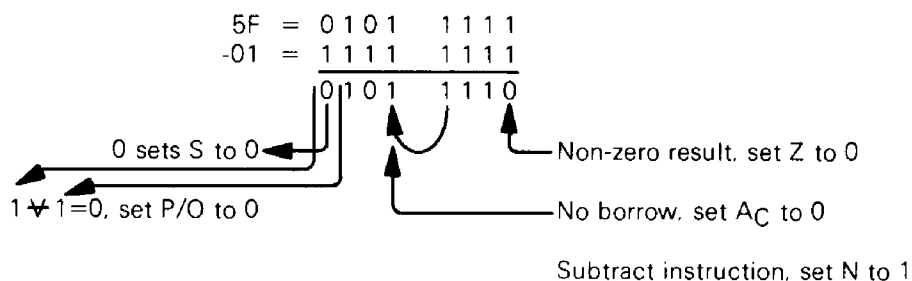 5F = 0101 1111
-01 = 1111 1111
0101 1110
0 sets S to 0
Non-zero result, set Z to 0
1 ⊻ 1=0, set P/O to 0
No borrow, set AC to 0
Subtract instruction, set N to 1